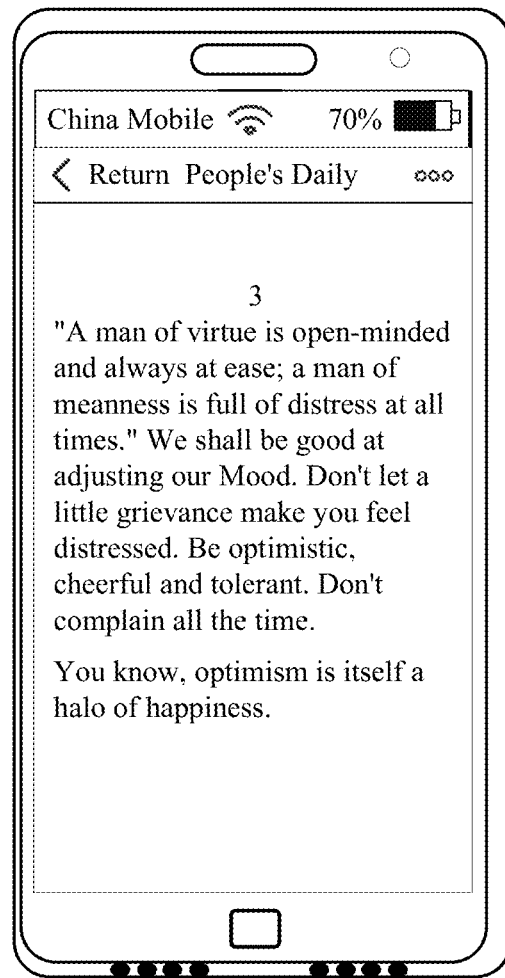 China Mobile 70%
Return People's Daily
3
"A man of virtue is open-minded
and always at ease; a man of
meanness is full of distress at all
times." We shall be good at
adjusting our Mood. Don't let a
little grievance make you feel
distressed. Be optimistic,
cheerful and tolerant. Don't
complain all the time.
You know, optimism is itself a
halo of happiness.